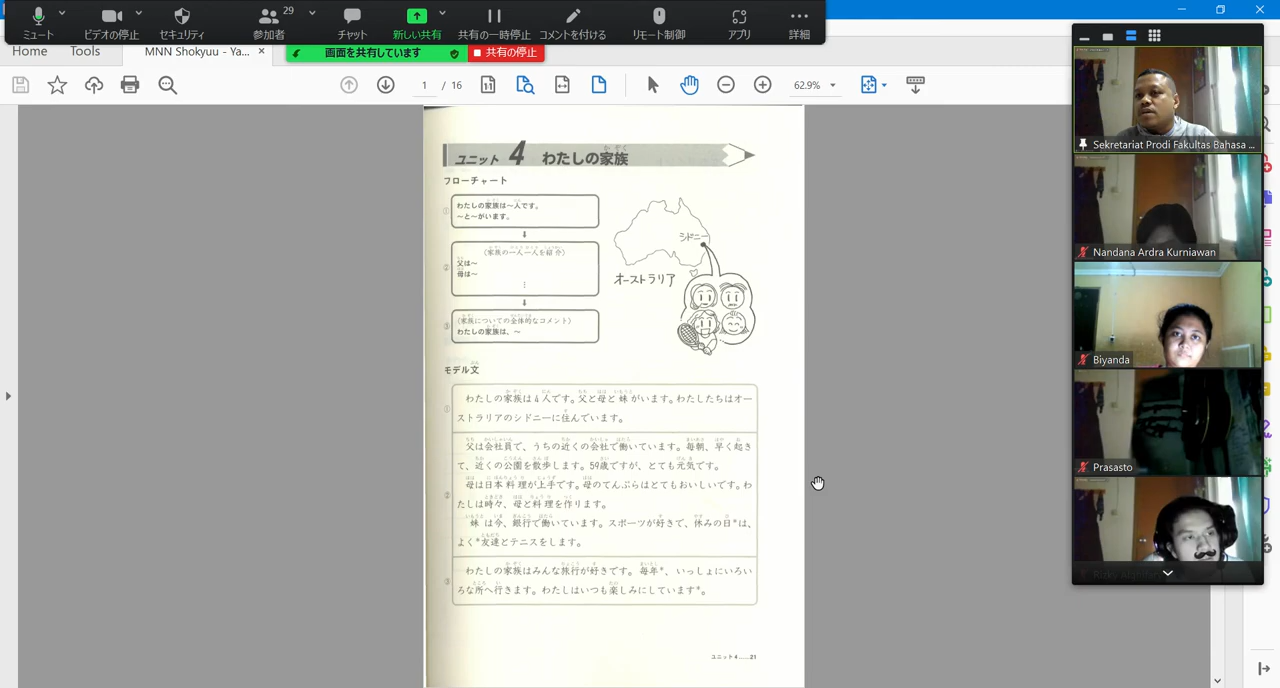 ミュート
ビデオの停止
セキュリティ
29
参加者
チャット
新しい共有
共有の一時停止
コメントを付ける
リモート制御
アプリ
詳細
Home
Tools
MNN Shokyuu - Ya... ×
画面を共有しています
共有の停止
1 / 16
62.9%
ユニット 4 わたしの家族
フローチャート
①
わたしの家族は〜人です。
〜と〜がいます。
②
(家族の一人一人を紹介)
父は〜
母は〜
⋮
③
(家族についての全体的なコメント)
わたしの家族は、〜
シドニー
オーストラリア
モデル文
①
わたしの家族は4人です。父と母と妹がいます。わたしたちはオー
ストラリアのシドニーに住んでいます。
②
父は会社員で、うちの近くの会社で働いています。毎朝、早く起き
て、近くの公園を散歩します。59歳ですが、とても元気です。
母は日本料理が上手です。母のてんぷらはとてもおいしいです。わ
たしは時々、母と料理を作ります。
妹は今、銀行で働いています。スポーツが好きで、休みの日*は、
よく*友達とテニスをします。
③
わたしの家族はみんな旅行が好きです。毎年*、いっしょにいろい
ろな所へ行きます。わたしはいつも楽しみにしています*。
ユニット4……21
Sekretariat Prodi Fakultas Bahasa ...
Nandana Ardra Kurniawan
Biyanda
Prasasto